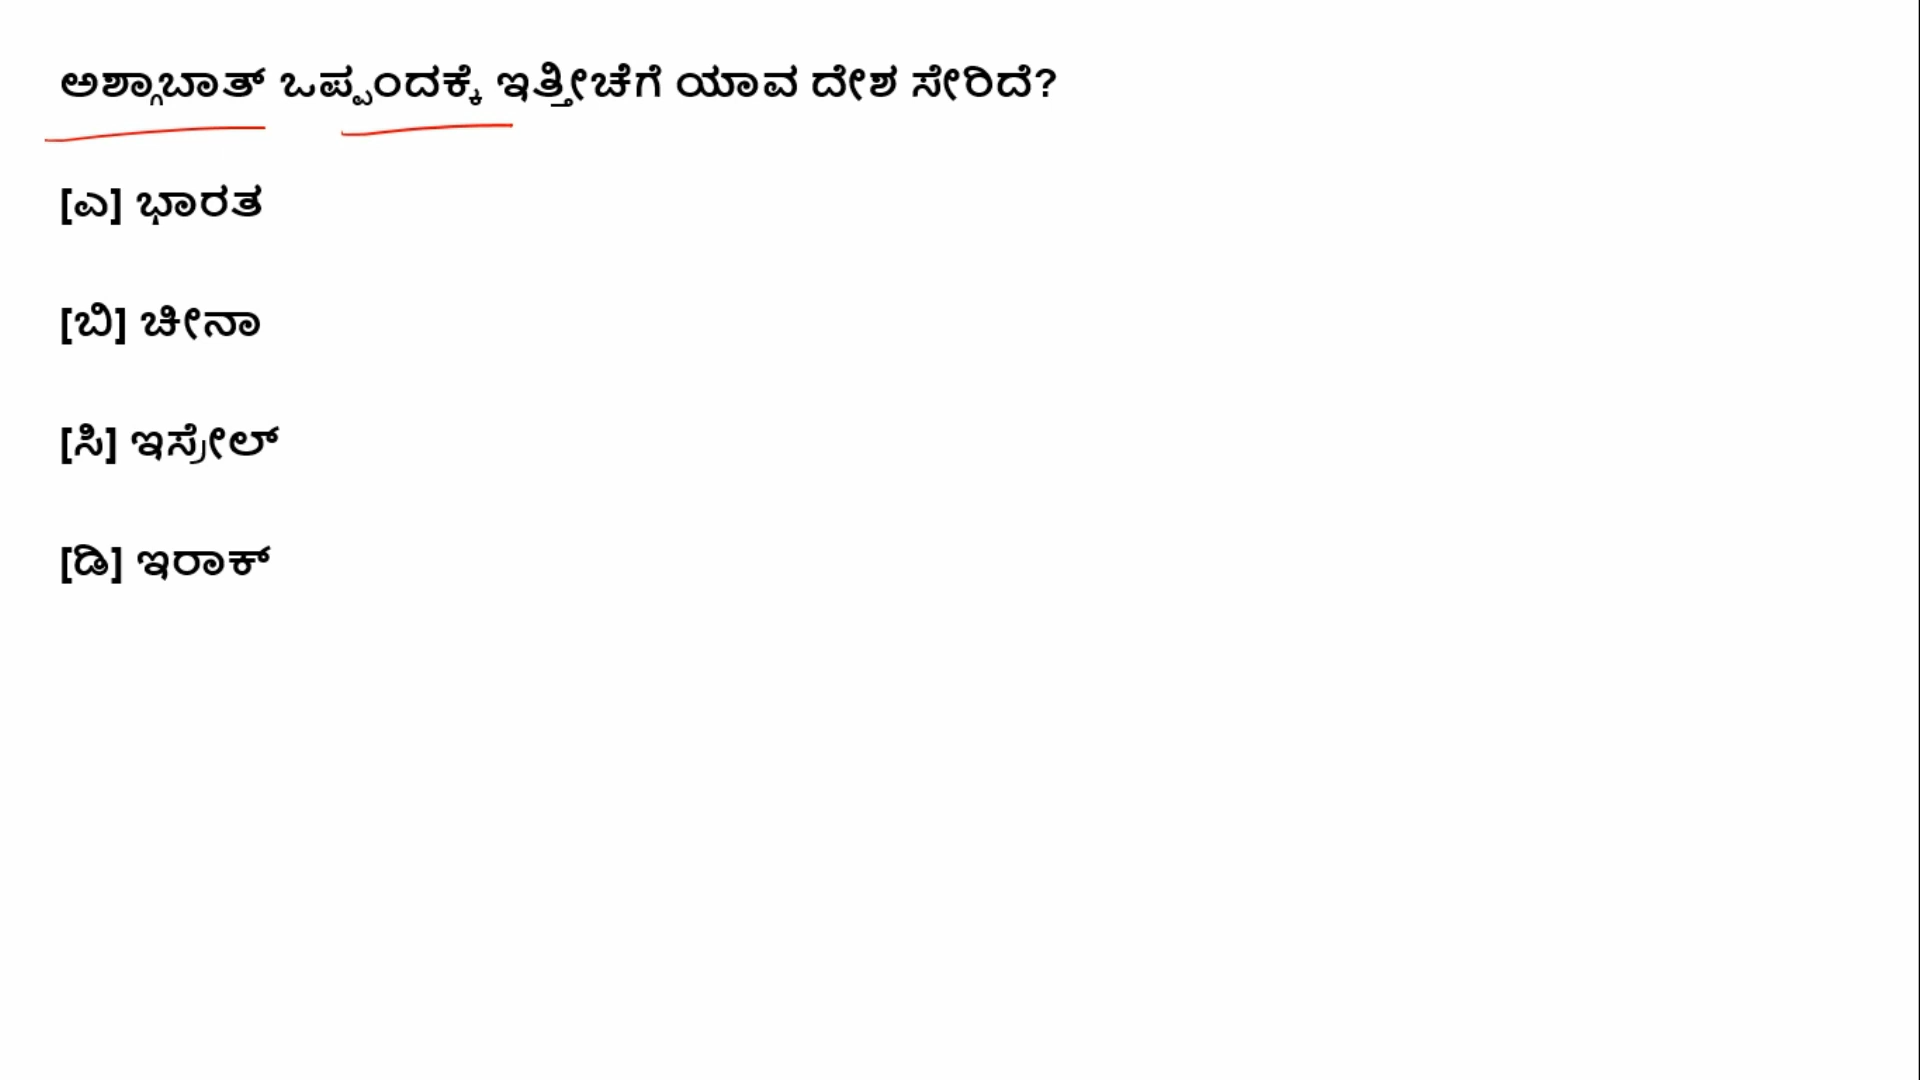 ಅಶ್ಗಾಬಾತ್ ಒಪ್ಪಂದಕ್ಕೆ ಇತ್ತೀಚೆಗೆ ಯಾವ ದೇಶ ಸೇರಿದೆ?
[ಎ] ಭಾರತ
[ಬಿ] ಚೀನಾ
[ಸಿ] ಇಸ್ರೇಲ್
[ಡಿ] ಇರಾಕ್